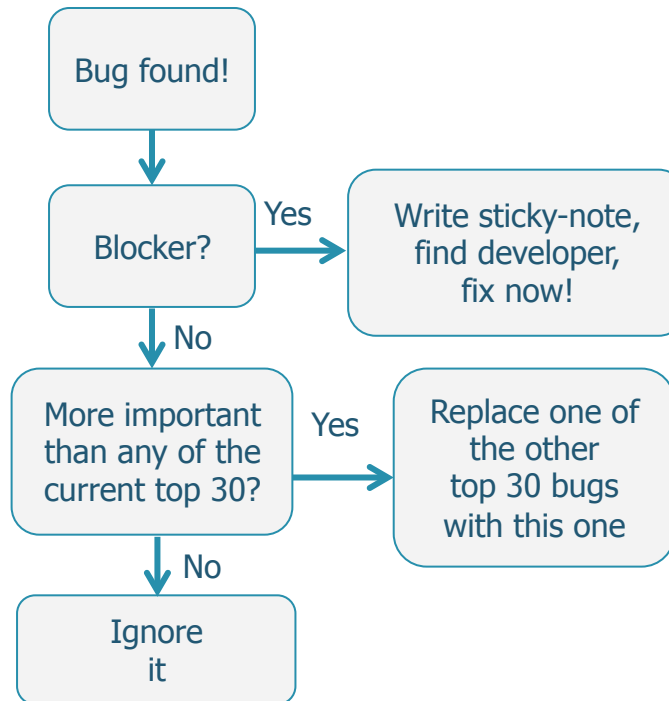 Bug found!
Blocker?
Yes
Write sticky-note,
find developer,
fix now!
No
More important
than any of the
current top 30?
Yes
Replace one of
the other
top 30 bugs
with this one
No
Ignore
it